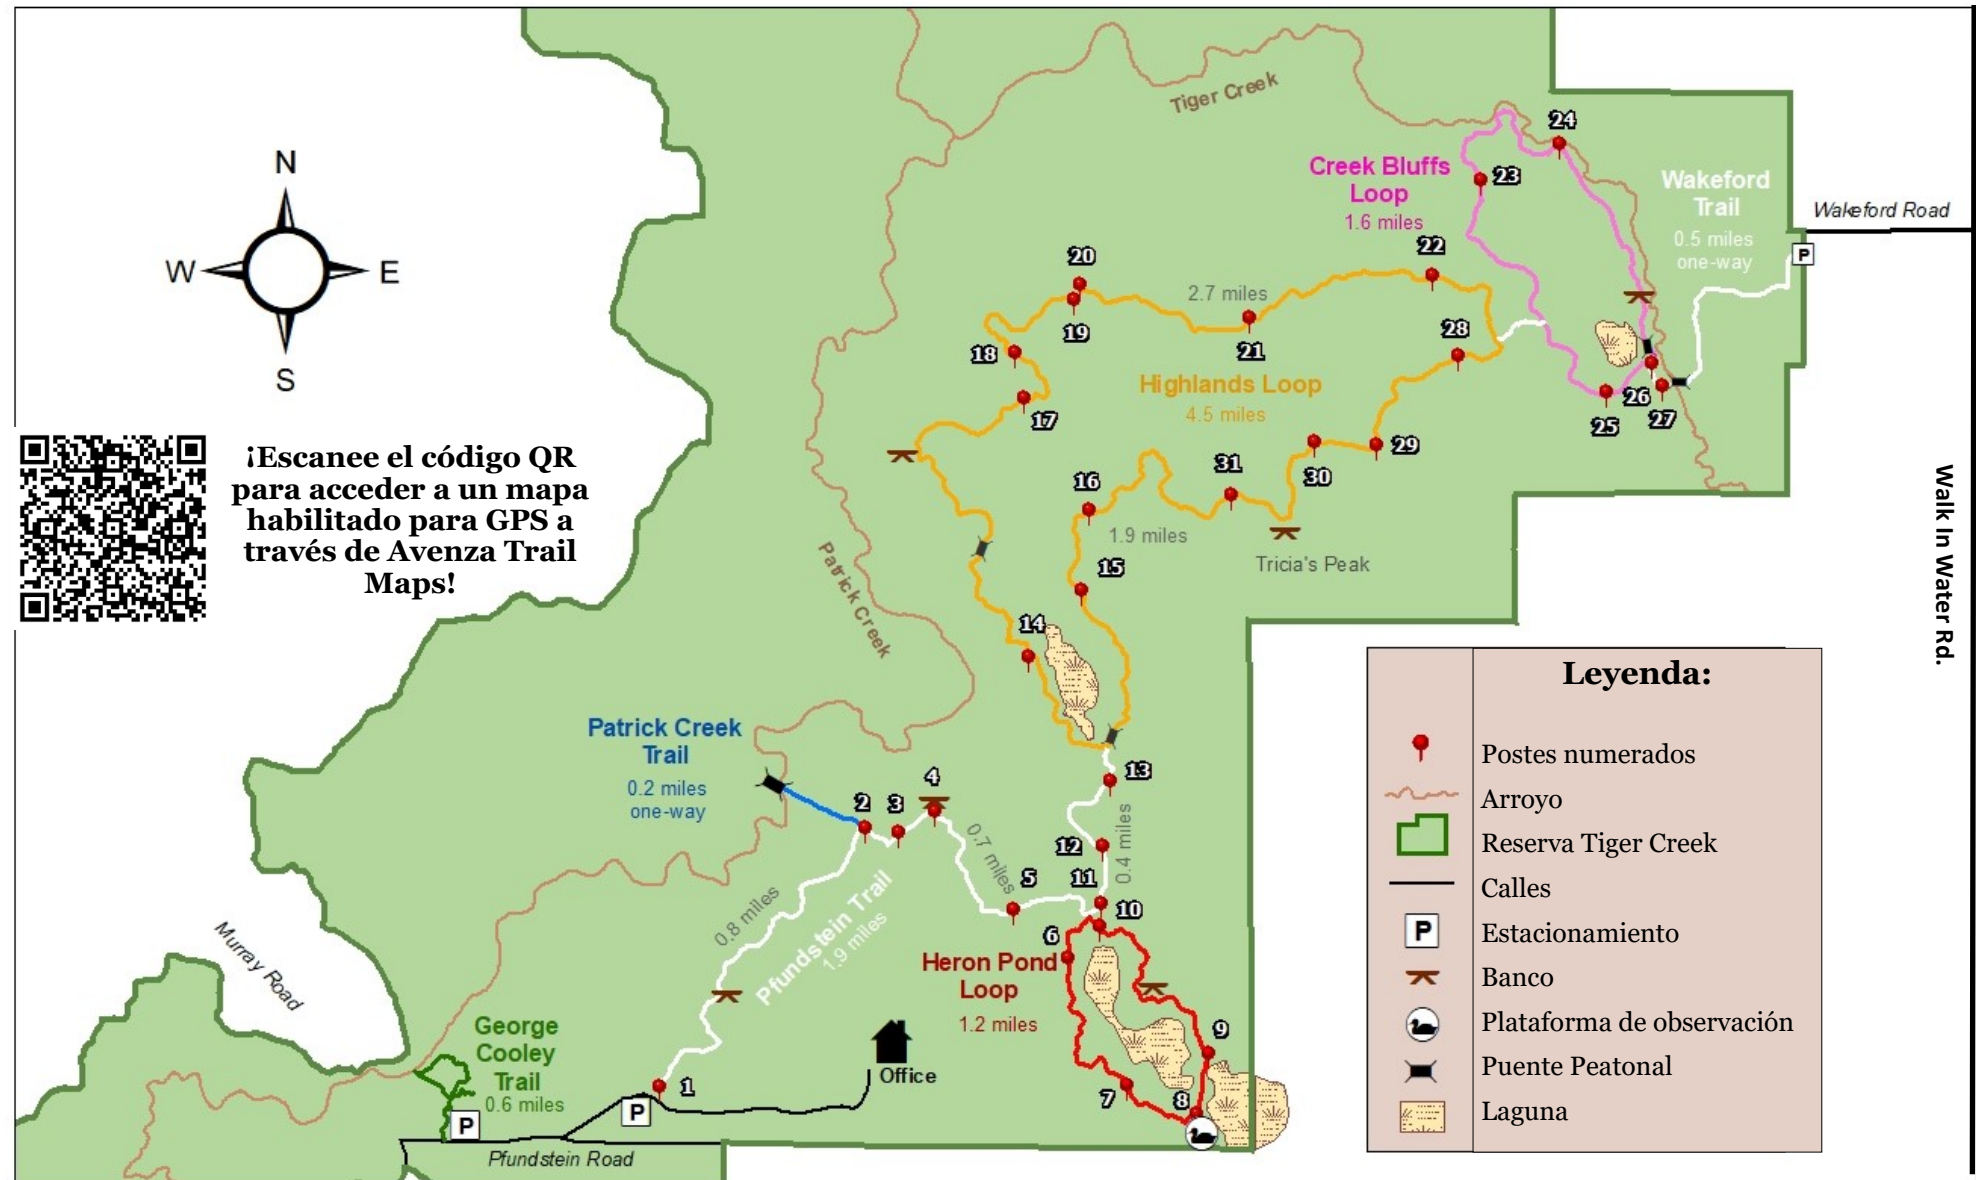 Tiger Creek
24
Creek Bluffs
Loop
1.6 miles
23
Wakeford
Trail
0.5 miles
one-way
Wakeford Road
P
N
W
E
S
22
20
2.7 miles
19
21
28
18
Highlands Loop
4.5 miles
17
26
25
27
29
31
30
16
1.9 miles
Tricia's Peak
15
14
Walk In Water Rd.
¡Escanee el código QR
para acceder a un mapa
habilitado para GPS a
través de Avenza Trail
Maps!
Patrick Creek
Patrick Creek
Trail
0.2 miles
one-way
2
3
4
13
12
0.4 miles
0.7 miles
5
11
10
6
0.8 miles
Pfundstein Trail
1.9 miles
Heron Pond
Loop
1.2 miles
9
7
8
Murray Road
George
Cooley
Trail
0.6 miles
Office
1
P
P
Pfundstein Road
Leyenda:
Postes numerados
Arroyo
Reserva Tiger Creek
Calles
P
Estacionamiento
Banco
Plataforma de observación
Puente Peatonal
Laguna